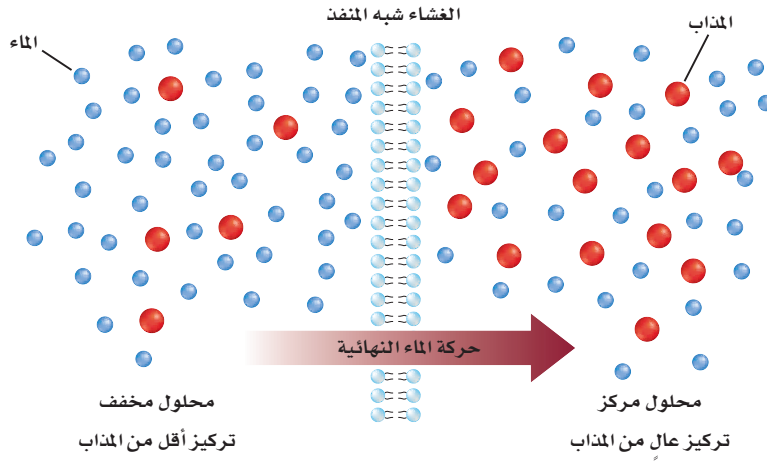 الغشاء شبه المنفذ
المذاب
الماء
حركة الماء النهائية
محلول مركز
تركيز عالٍ من المذاب
محلول مخفف
تركيز أقل من المذاب